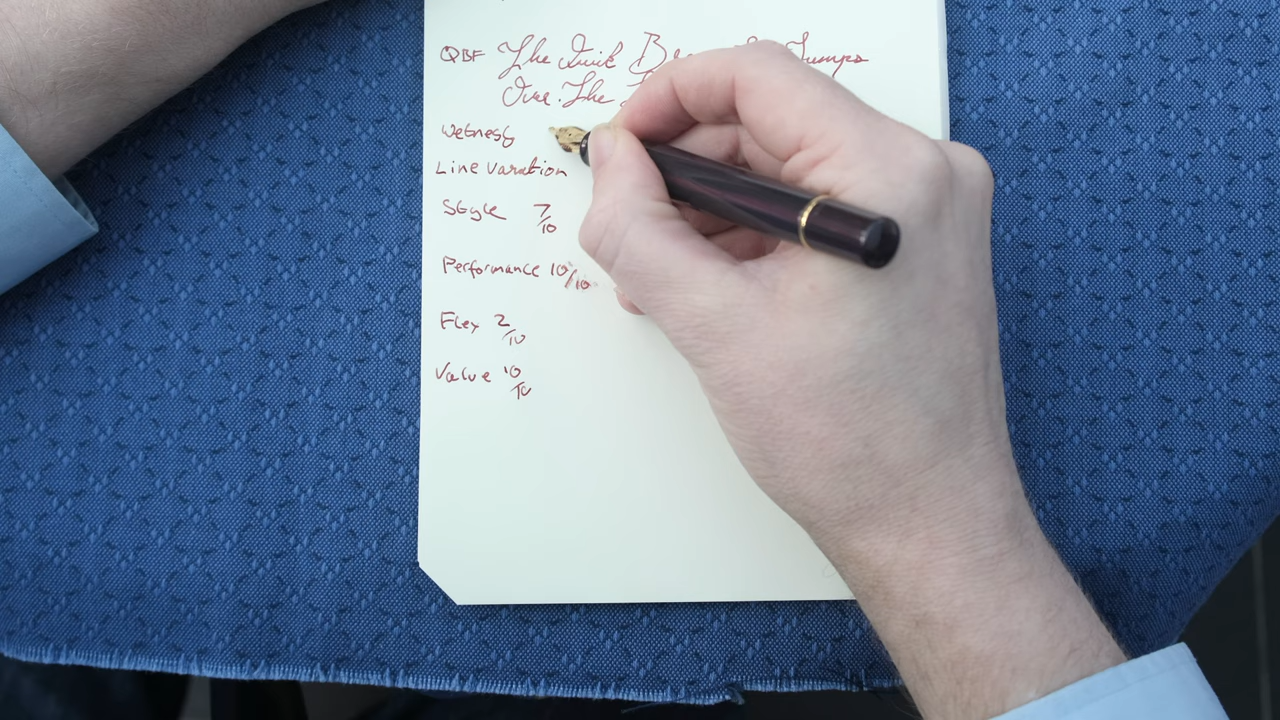 QBF The Quick Jumps
Over The
Wetness
Line Variation
Style 7/10
Performance 10/10
Flex 2/10
Value 10/10